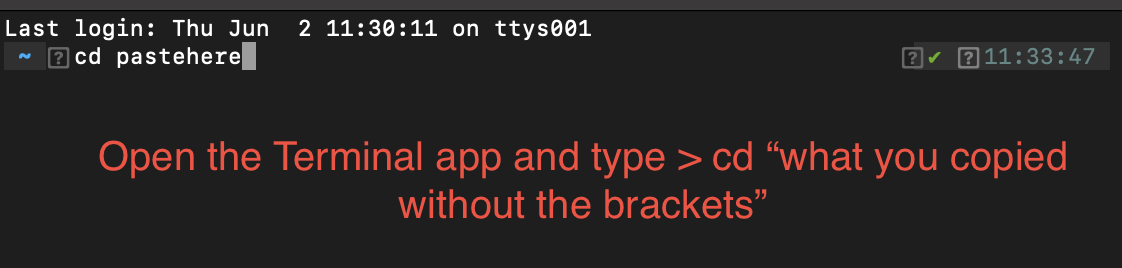 Last login: Thu Jun  2 11:30:11 on ttys001
~ ? cd pastehere ? ✔ ? 11:33:47
Open the Terminal app and type > cd “what you copied
without the brackets”